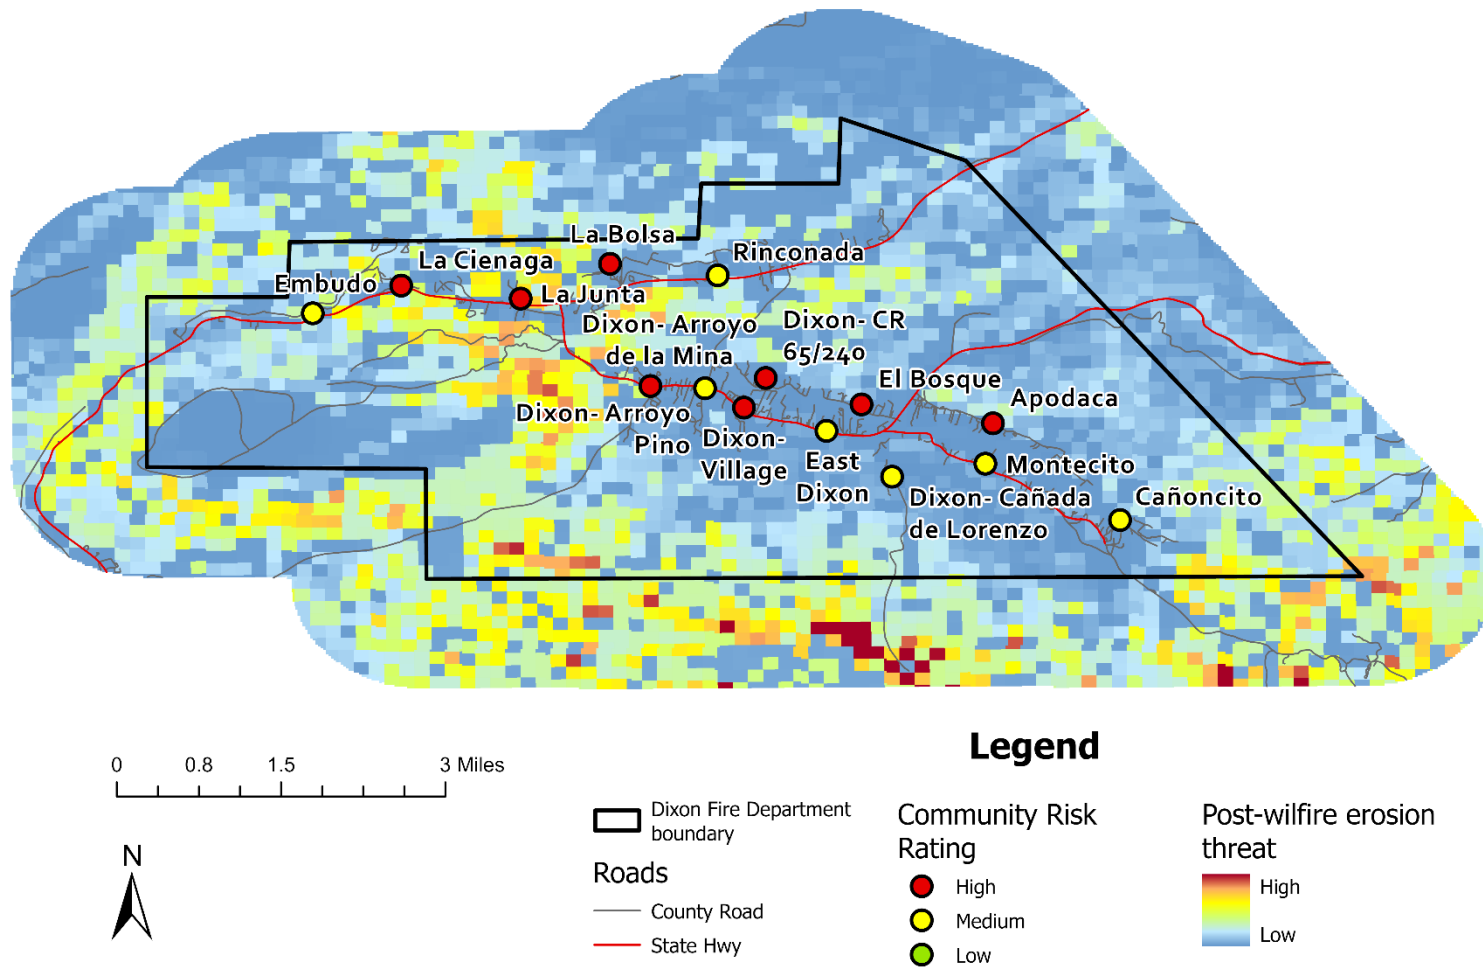 La Bolsa
Rinconada
La Cienaga
Embudo
La Junta
Dixon- Arroyo
de la Mina
Dixon- CR
65/240
El Bosque
Apodaca
Dixon- Arroyo
Pino
Dixon-
Village
East
Dixon
Montecito
Dixon- Cañada
de Lorenzo
Cañoncito
0 0.8 1.5 3 Miles
N
Legend
Dixon Fire Department
boundary
Roads
County Road
State Hwy
Community Risk
Rating
High
Medium
Low
Post-wilfire erosion
threat
High
Low